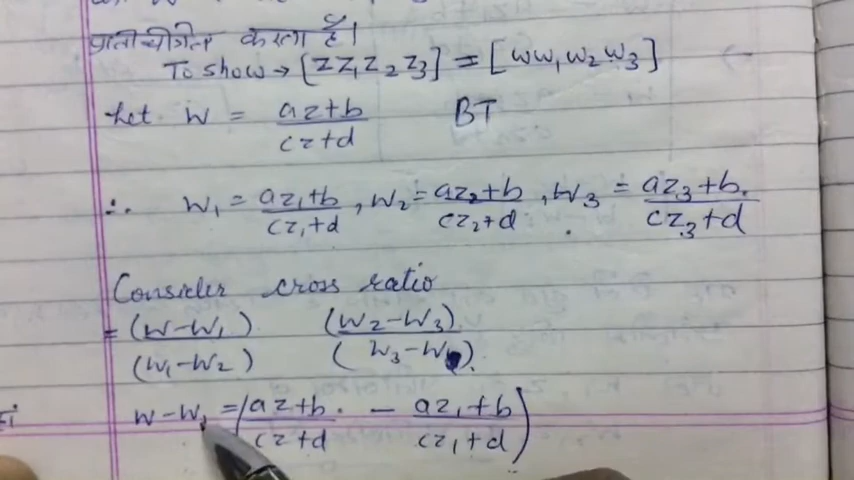 प्रतिचित्रित करता है।
To show → [z z₁ z₂ z₃] = [w w₁ w₂ w₃]
Let w = (az+b)/(cz+d) BT
∴ w₁ = (az₁+b)/(cz₁+d), w₂ = (az₂+b)/(cz₂+d), w₃ = (az₃+b)/(cz₃+d)
Consider cross ratio
= (w-w₁)/(w₁-w₂) (w₂-w₃)/(w₃-w)
w-w₁ = ((az+b)/(cz+d) - (az₁+b)/(cz₁+d))